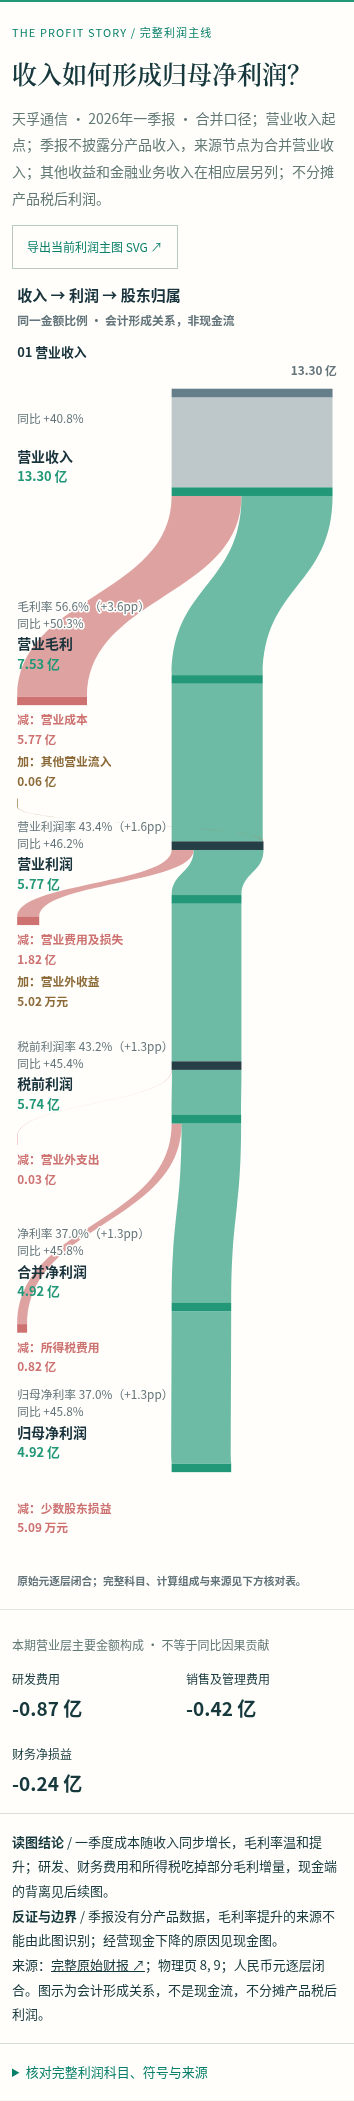 THE PROFIT STORY / 完整利润主线
收入如何形成归母净利润？
天孚通信 · 2026年一季报 · 合并口径；营业收入起
点；季报不披露分产品收入，来源节点为合并营业收
入；其他收益和金融业务收入在相应层另列；不分摊
产品税后利润。
导出当前利润主图 SVG ↗
收入 → 利润 → 股东归属
同一金额比例 · 会计形成关系，非现金流
01 营业收入
13.30 亿
同比 +40.8%
营业收入
13.30 亿
毛利率 56.6%（+3.6pp）
同比 +50.3%
营业毛利
7.53 亿
减：营业成本
5.77 亿
加：其他营业流入
0.06 亿
营业利润率 43.4%（+1.6pp）
同比 +46.2%
营业利润
5.77 亿
减：营业费用及损失
1.82 亿
加：营业外收益
5.02 万元
税前利润率 43.2%（+1.3pp）
同比 +45.4%
税前利润
5.74 亿
减：营业外支出
0.03 亿
净利率 37.0%（+1.3pp）
同比 +45.8%
合并净利润
4.92 亿
减：所得税费用
0.82 亿
归母净利率 37.0%（+1.3pp）
同比 +45.8%
归母净利润
4.92 亿
减：少数股东损益
5.09 万元
原始元逐层闭合；完整科目、计算组成与来源见下方核对表。
本期营业层主要金额构成 · 不等于同比因果贡献
研发费用
-0.87 亿
销售及管理费用
-0.42 亿
财务净损益
-0.24 亿
读图结论 / 一季度成本随收入同步增长，毛利率温和提
升；研发、财务费用和所得税吃掉部分毛利增量，现金端
的背离见后续图。
反证与边界 / 季报没有分产品数据，毛利率提升的来源不
能由此图识别；经营现金下降的原因见现金图。
来源：完整原始财报 ↗；物理页 8, 9；人民币元逐层闭
合。图示为会计形成关系，不是现金流，不分摊产品税后
利润。
▶ 核对完整利润科目、符号与来源